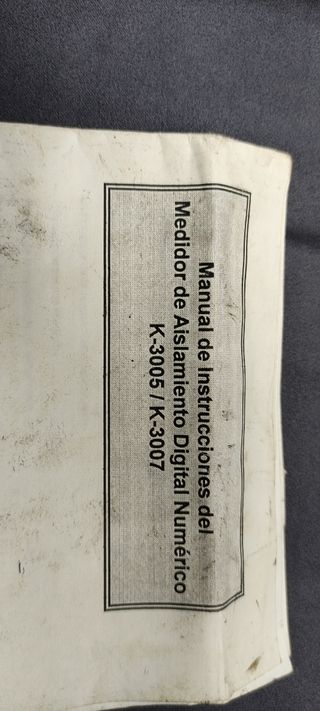 Manual de Instrucciones del
Medidor de Aislamiento Digital Numérico
K-3005 / K-3007